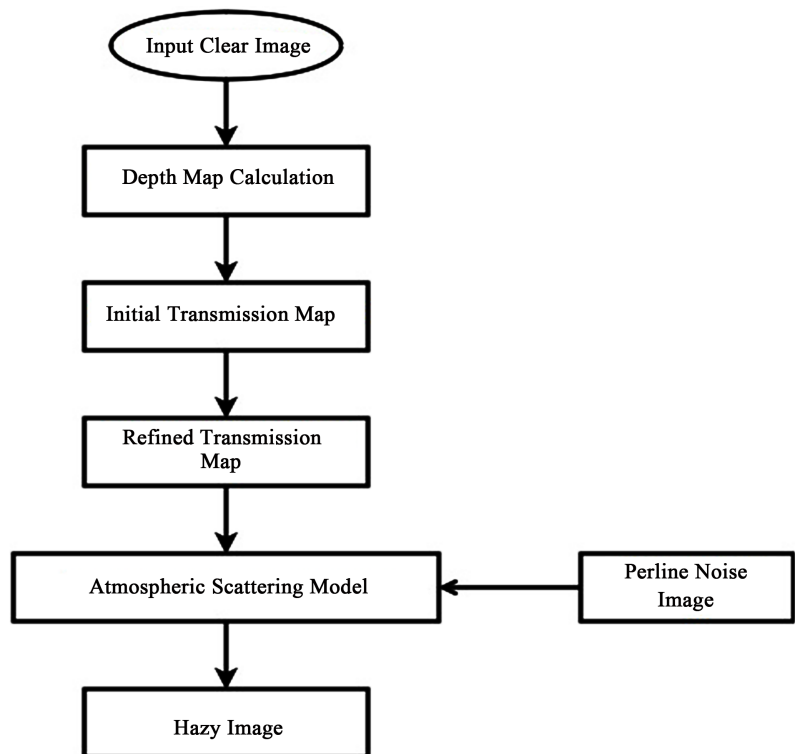 Input Clear Image
Depth Map Calculation
Initial Transmission Map
Refined Transmission
Map
Atmospheric Scattering Model
Perline Noise
Image
Hazy Image